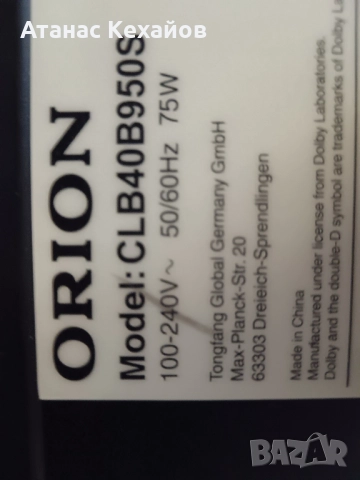 Атанас Кехайов
ORION
Model: CLB40B950S
100-240V~ 50/60Hz 75W
Tongfang Global Germany GmbH
Max-Planck-Str. 20
63303 Dreieich-Sprendlingen
Made in China
Manufactured under license from Dolby Laboratories.
Dolby and the double-D symbol are trademarks of Dolby La
BAZAR